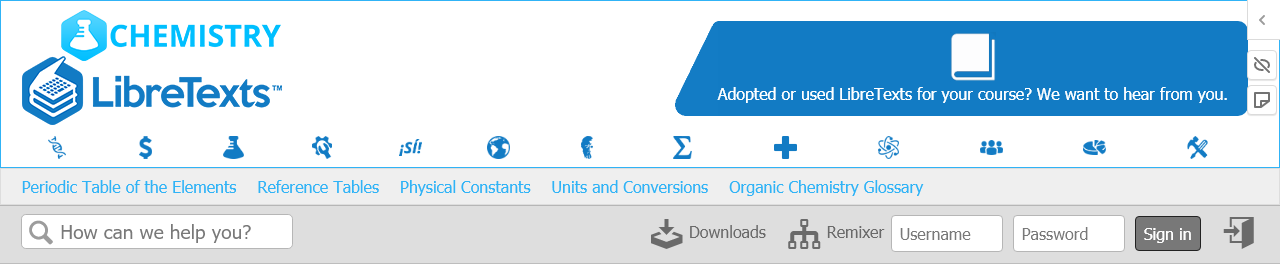 CHEMISTRY
LibreTexts™
Adopted or used LibreTexts for your course? We want to hear from you.
$ ¡SÍ! Σ
Periodic Table of the Elements Reference Tables Physical Constants Units and Conversions Organic Chemistry Glossary
How can we help you? Downloads Remixer Username Password Sign in